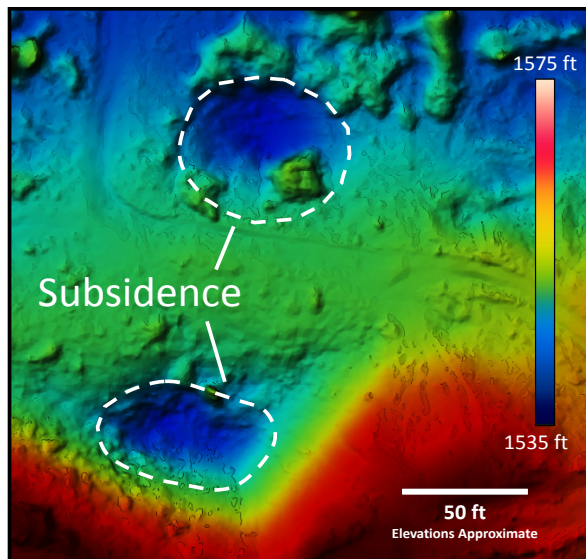 1575 ft
Subsidence
1535 ft
50 ft
Elevations Approximate